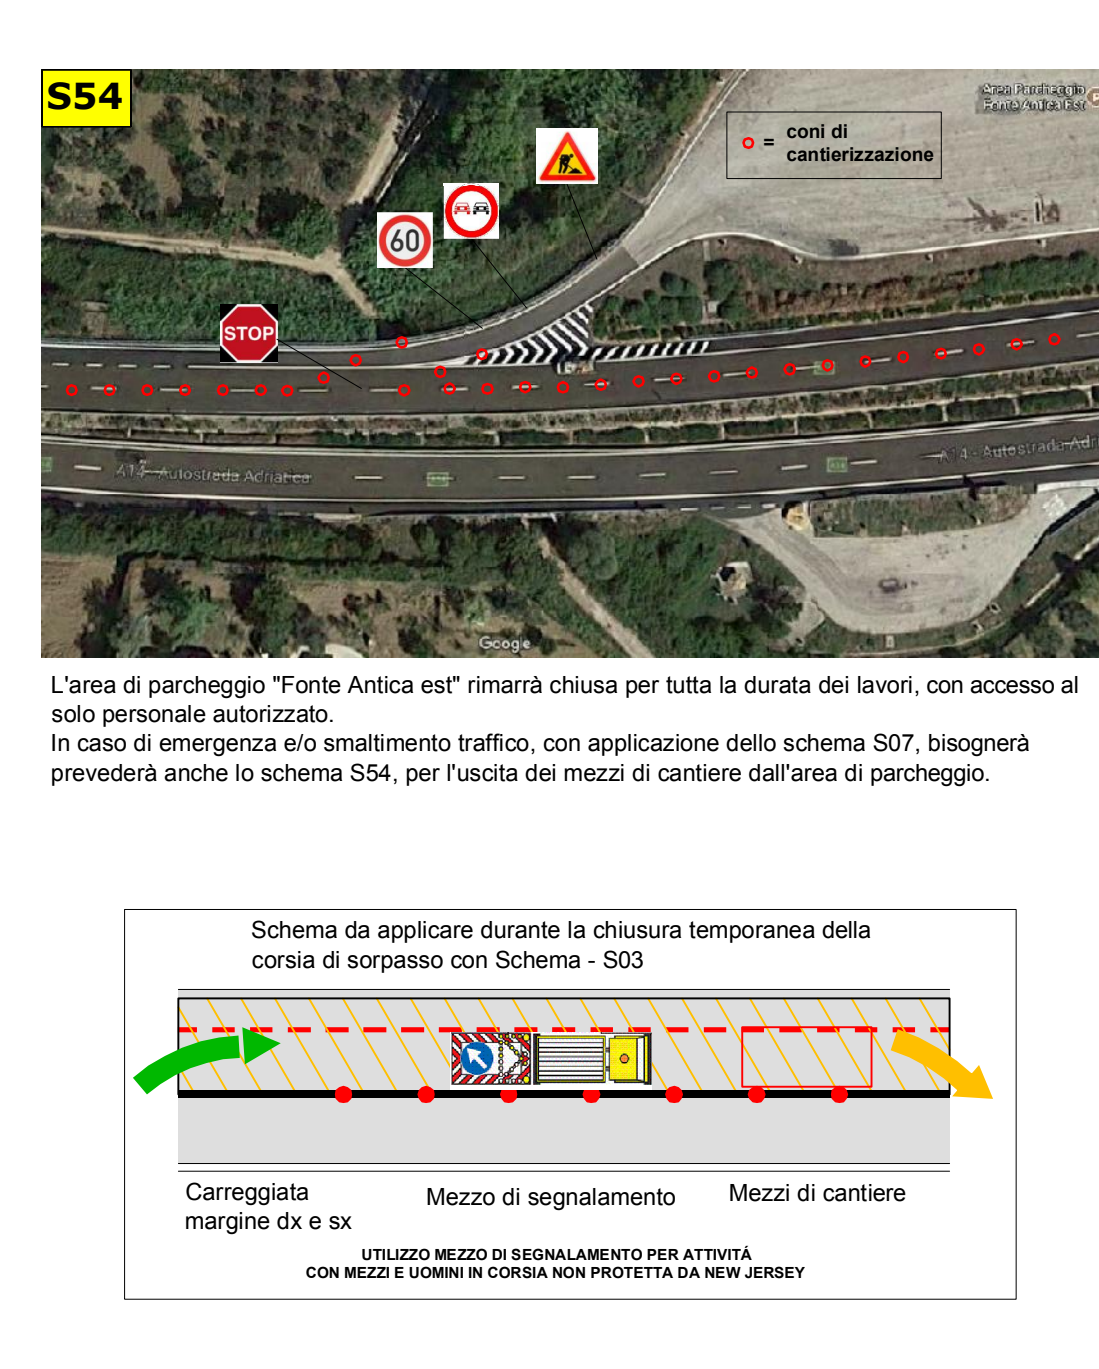 S54
Area Parcheggio
Fonte Antica Est
coni di
= cantierizzazione
60
STOP
A14 - Autostrada Adriatica
A14 - Autostrada Adri
Google
L'area di parcheggio "Fonte Antica est" rimarrà chiusa per tutta la durata dei lavori, con accesso al
solo personale autorizzato.
In caso di emergenza e/o smaltimento traffico, con applicazione dello schema S07, bisognerà
prevederà anche lo schema S54, per l'uscita dei mezzi di cantiere dall'area di parcheggio.
Schema da applicare durante la chiusura temporanea della
corsia di sorpasso con Schema - S03
Carreggiata
margine dx e sx
Mezzo di segnalamento
Mezzi di cantiere
UTILIZZO MEZZO DI SEGNALAMENTO PER ATTIVITÁ
CON MEZZI E UOMINI IN CORSIA NON PROTETTA DA NEW JERSEY